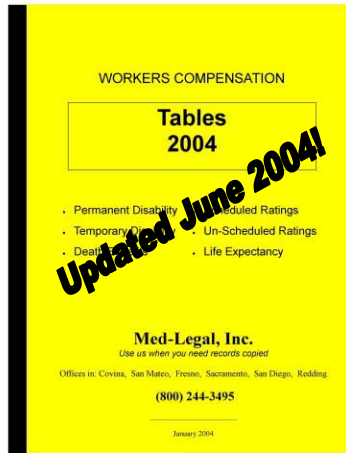 WORKERS COMPENSATION
Tables
2004
Updated June 2004!
• Permanent Disability
• Temporary
• Death
Ratings
• Un-Scheduled Ratings
• Life Expectancy
Med-Legal, Inc.
Use us when you need records copied
Offices in: Covina, San Mateo, Fresno, Sacramento, San Diego, Redding
(800) 244-3495
January 2004